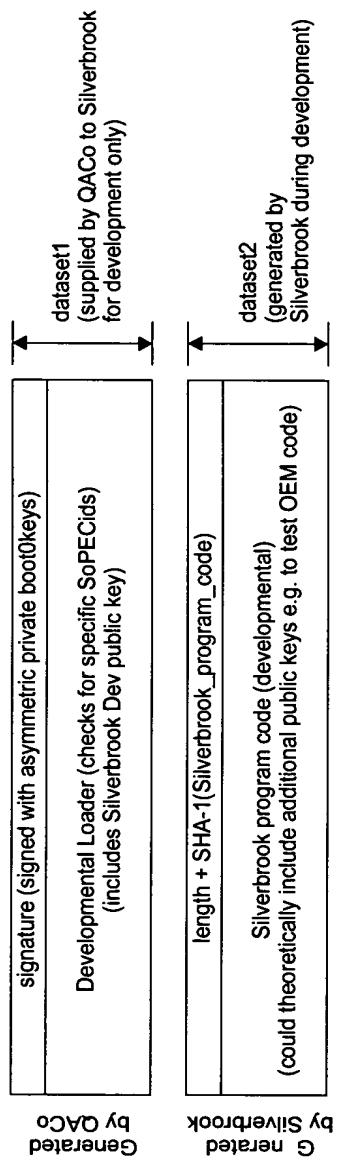 Generated
by QACo
signature (signed with asymmetric private boot0keys)
Developmental Loader (checks for specific SoPECids)
(includes Silverbrook Dev public key)
dataset1
(supplied by QACo to Silverbrook
for development only)
G nerated
by Silverbrook
length + SHA-1(Silverbrook_program_code)
Silverbrook program code (developmental)
(could theoretically include additional public keys e.g. to test OEM code)
dataset2
(generated by
Silverbrook during development)